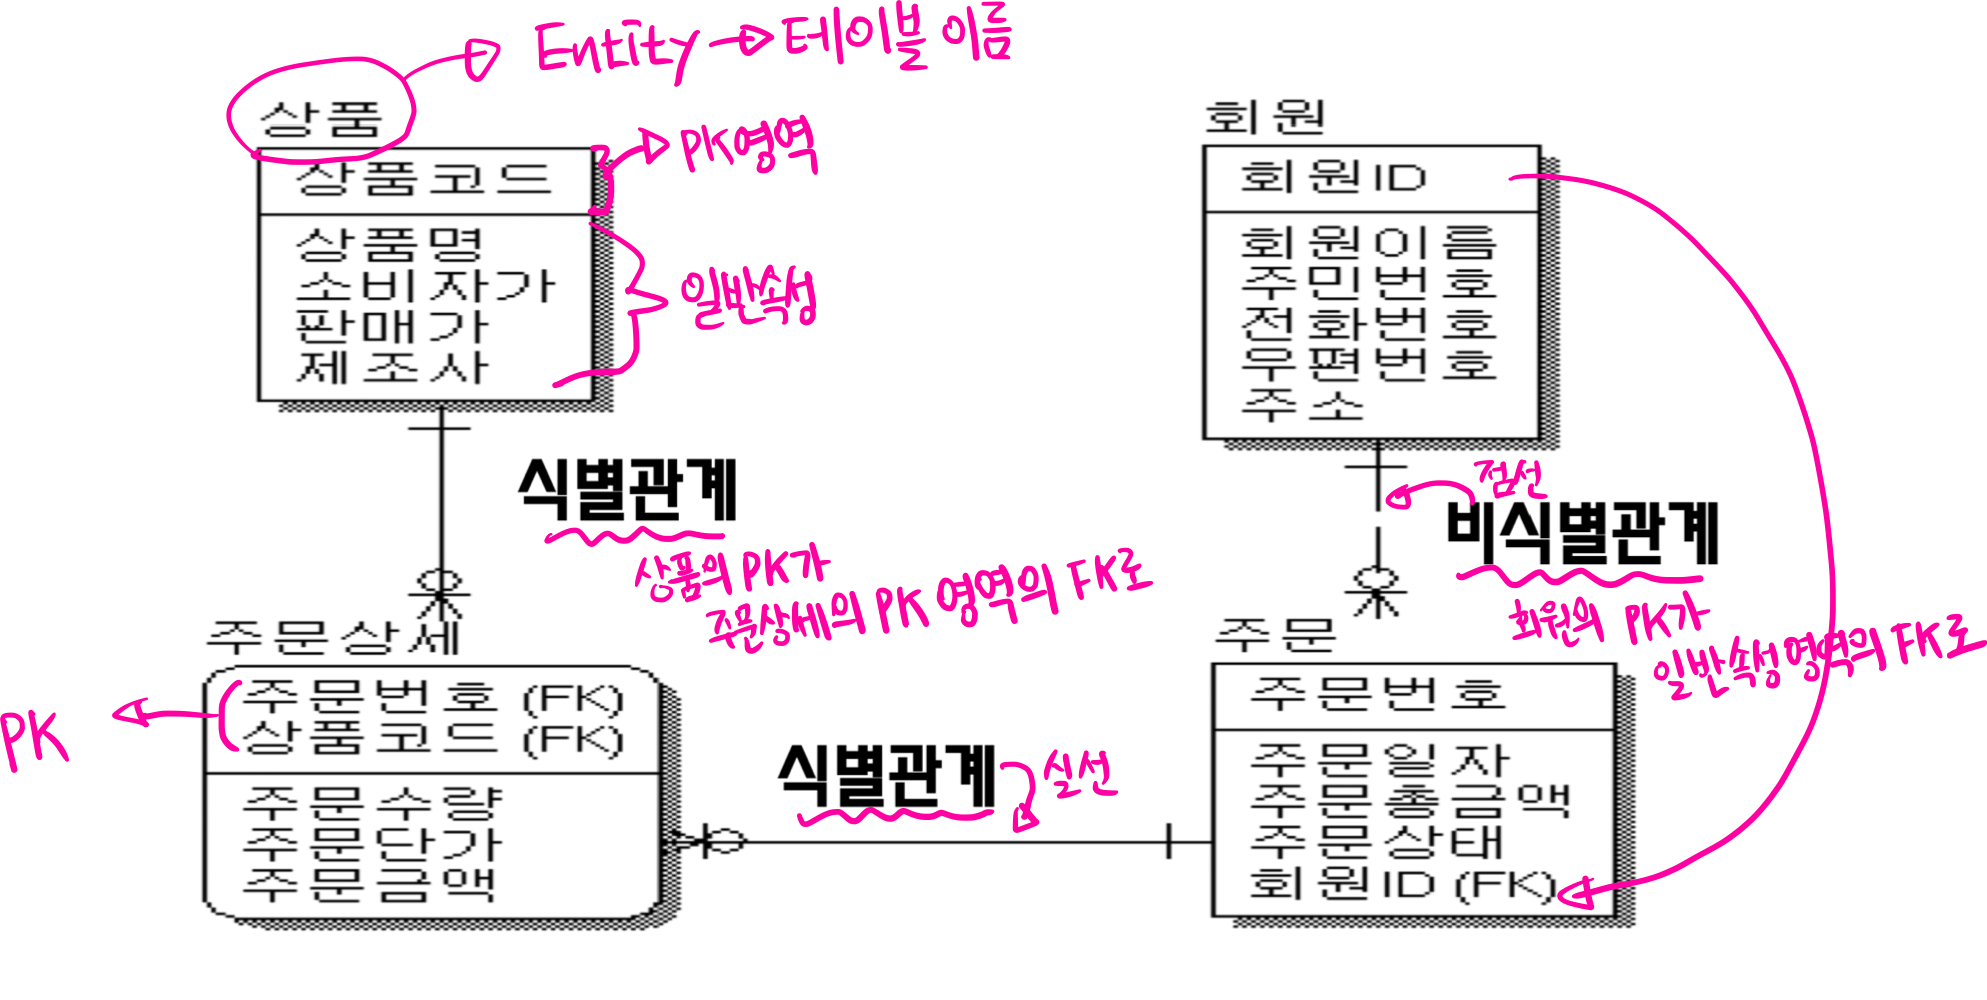 Entity → 테이블 이름
상품
상품코드
PK영역
상품명
소비자가
판매가
제조사
일반속성
회원
회원ID
회원이름
주민번호
전화번호
우편번호
주소
식별관계
상품의 PK가
주문상세의 PK 영역의 FK로
점선
비식별관계
회원의 PK가
일반속성영역의 FK로
주문상세
PK
주문번호 (FK)
상품코드 (FK)
주문수량
주문단가
주문금액
식별관계
실선
주문
주문번호
주문일자
주문총금액
주문상태
회원ID (FK)